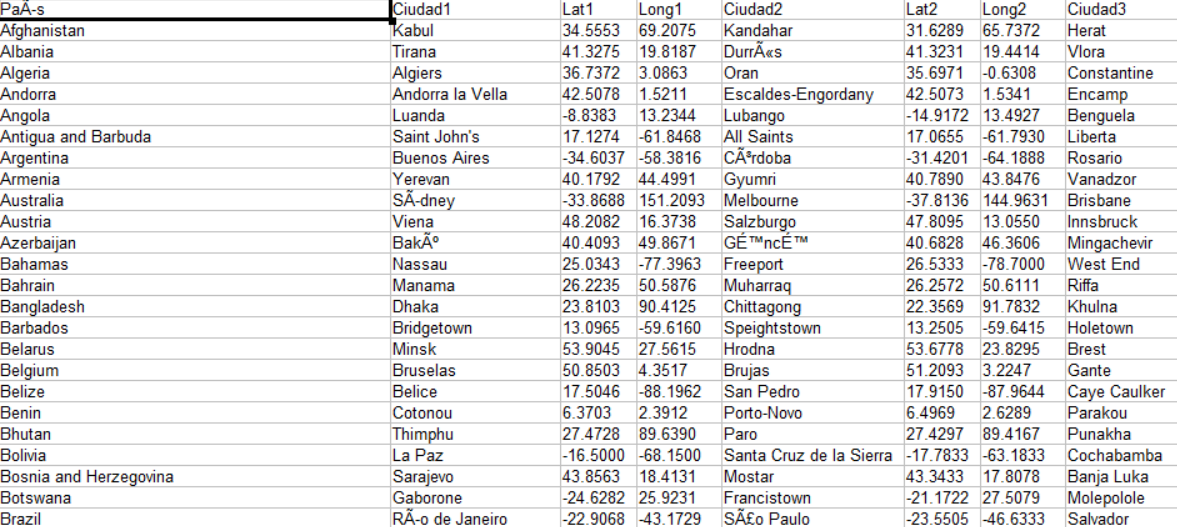 PaÃ-s Ciudad1 Lat1 Long1 Ciudad2 Lat2 Long2 Ciudad3
Afghanistan Kabul 34.5553 69.2075 Kandahar 31.6289 65.7372 Herat
Albania Tirana 41.3275 19.8187 DurrÃ«s 41.3231 19.4414 Vlora
Algeria Algiers 36.7372 3.0863 Oran 35.6971 -0.6308 Constantine
Andorra Andorra la Vella 42.5078 1.5211 Escaldes-Engordany 42.5073 1.5341 Encamp
Angola Luanda -8.8383 13.2344 Lubango -14.9172 13.4927 Benguela
Antigua and Barbuda Saint John's 17.1274 -61.8468 All Saints 17.0655 -61.7930 Liberta
Argentina Buenos Aires -34.6037 -58.3816 CÃªrdoba -31.4201 -64.1888 Rosario
Armenia Yerevan 40.1792 44.4991 Gyumri 40.7890 43.8476 Vanadzor
Australia SÃ-dney -33.8688 151.2093 Melbourne -37.8136 144.9631 Brisbane
Austria Viena 48.2082 16.3738 Salzburgo 47.8095 13.0550 Innsbruck
Azerbaijan BakÃº 40.4093 49.8671 GÉ™ncÉ™ 40.6828 46.3606 Mingachevir
Bahamas Nassau 25.0343 -77.3963 Freeport 26.5333 -78.7000 West End
Bahrain Manama 26.2235 50.5876 Muharraq 26.2572 50.6111 Riffa
Bangladesh Dhaka 23.8103 90.4125 Chittagong 22.3569 91.7832 Khulna
Barbados Bridgetown 13.0965 -59.6160 Speightstown 13.2505 -59.6415 Holetown
Belarus Minsk 53.9045 27.5615 Hrodna 53.6778 23.8295 Brest
Belgium Bruselas 50.8503 4.3517 Brujas 51.2093 3.2247 Gante
Belize Belice 17.5046 -88.1962 San Pedro 17.9150 -87.9644 Caye Caulker
Benin Cotonou 6.3703 2.3912 Porto-Novo 6.4969 2.6289 Parakou
Bhutan Thimphu 27.4728 89.6390 Paro 27.4297 89.4167 Punakha
Bolivia La Paz -16.5000 -68.1500 Santa Cruz de la Sierra -17.7833 -63.1833 Cochabamba
Bosnia and Herzegovina Sarajevo 43.8563 18.4131 Mostar 43.3433 17.8078 Banja Luka
Botswana Gaborone -24.6282 25.9231 Francistown -21.1722 27.5079 Molepolole
Brazil RÃ-o de Janeiro -22.9068 -43.1729 SÃ£o Paulo -23.5505 -46.6333 Salvador